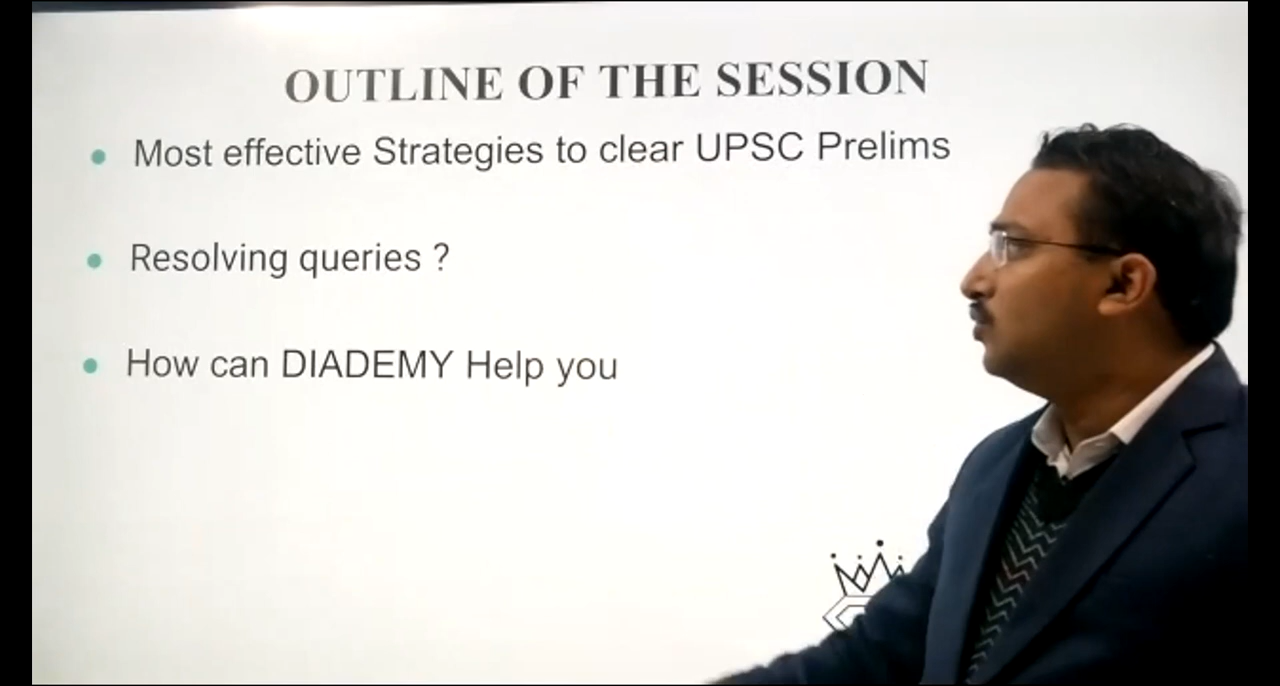 OUTLINE OF THE SESSION
Most effective Strategies to clear UPSC Prelims
Resolving queries ?
How can DIADEMY Help you